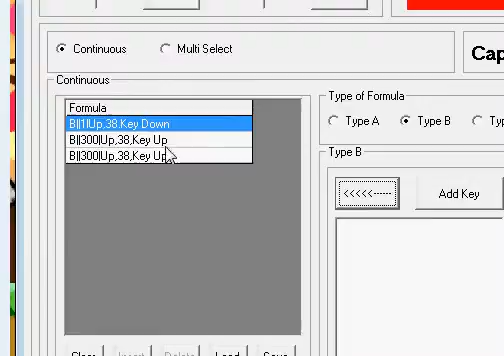 Continuous
Multi Select
Cap
Continuous
Formula
B||1|Up,38,Key Down
B||300|Up,38,Key Up
B||300|Up,38,Key Up
Type of Formula
Type A
Type B
Typ
Type B
<<<<<-----
Add Key
Clear
Insert
Delete
Load
Save